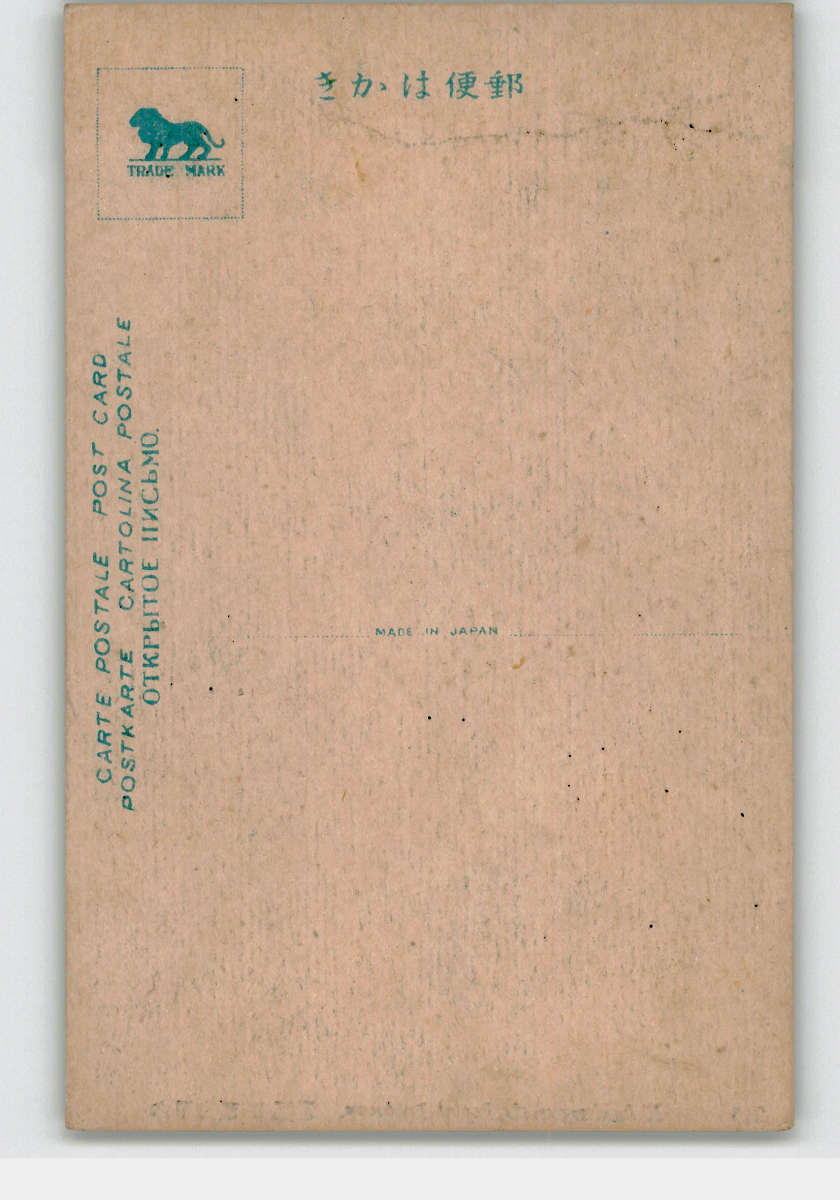 郵便はかき
TRADE MARK
CARTE POSTALE POST CARD
POSTKARTE CARTOLINA POSTALE
ОТКРЫТОЕ ПИСЬМО.
MADE IN JAPAN